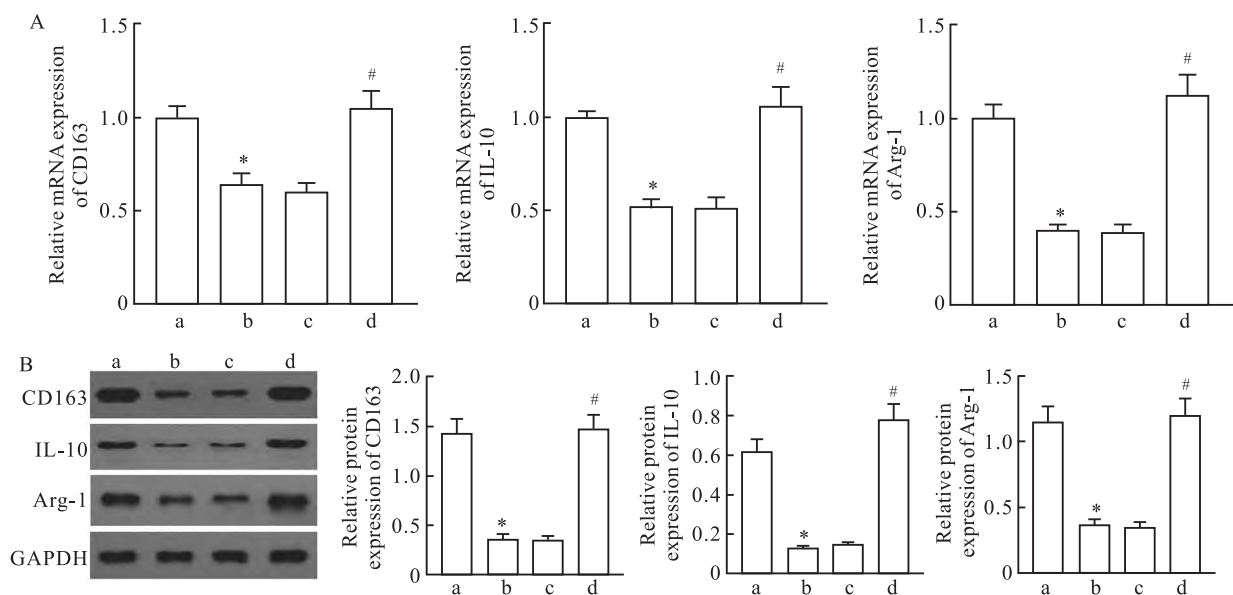 A
Relative mRNA expression
of CD163
1.5
1.0
0.5
0
*
#
a b c d
Relative mRNA expression
of IL-10
1.5
1.0
0.5
0
*
#
a b c d
Relative mRNA expression
of Arg-1
1.5
1.0
0.5
0
*
#
a b c d
B
a b c d
CD163
IL-10
Arg-1
GAPDH
Relative protein
expression of CD163
2.0
1.5
1.0
0.5
0
*
#
a b c d
Relative protein
expression of IL-10
1.0
0.8
0.6
0.4
0.2
0
*
#
a b c d
Relative protein
expression of Arg-1
1.5
1.0
0.5
0
*
#
a b c d